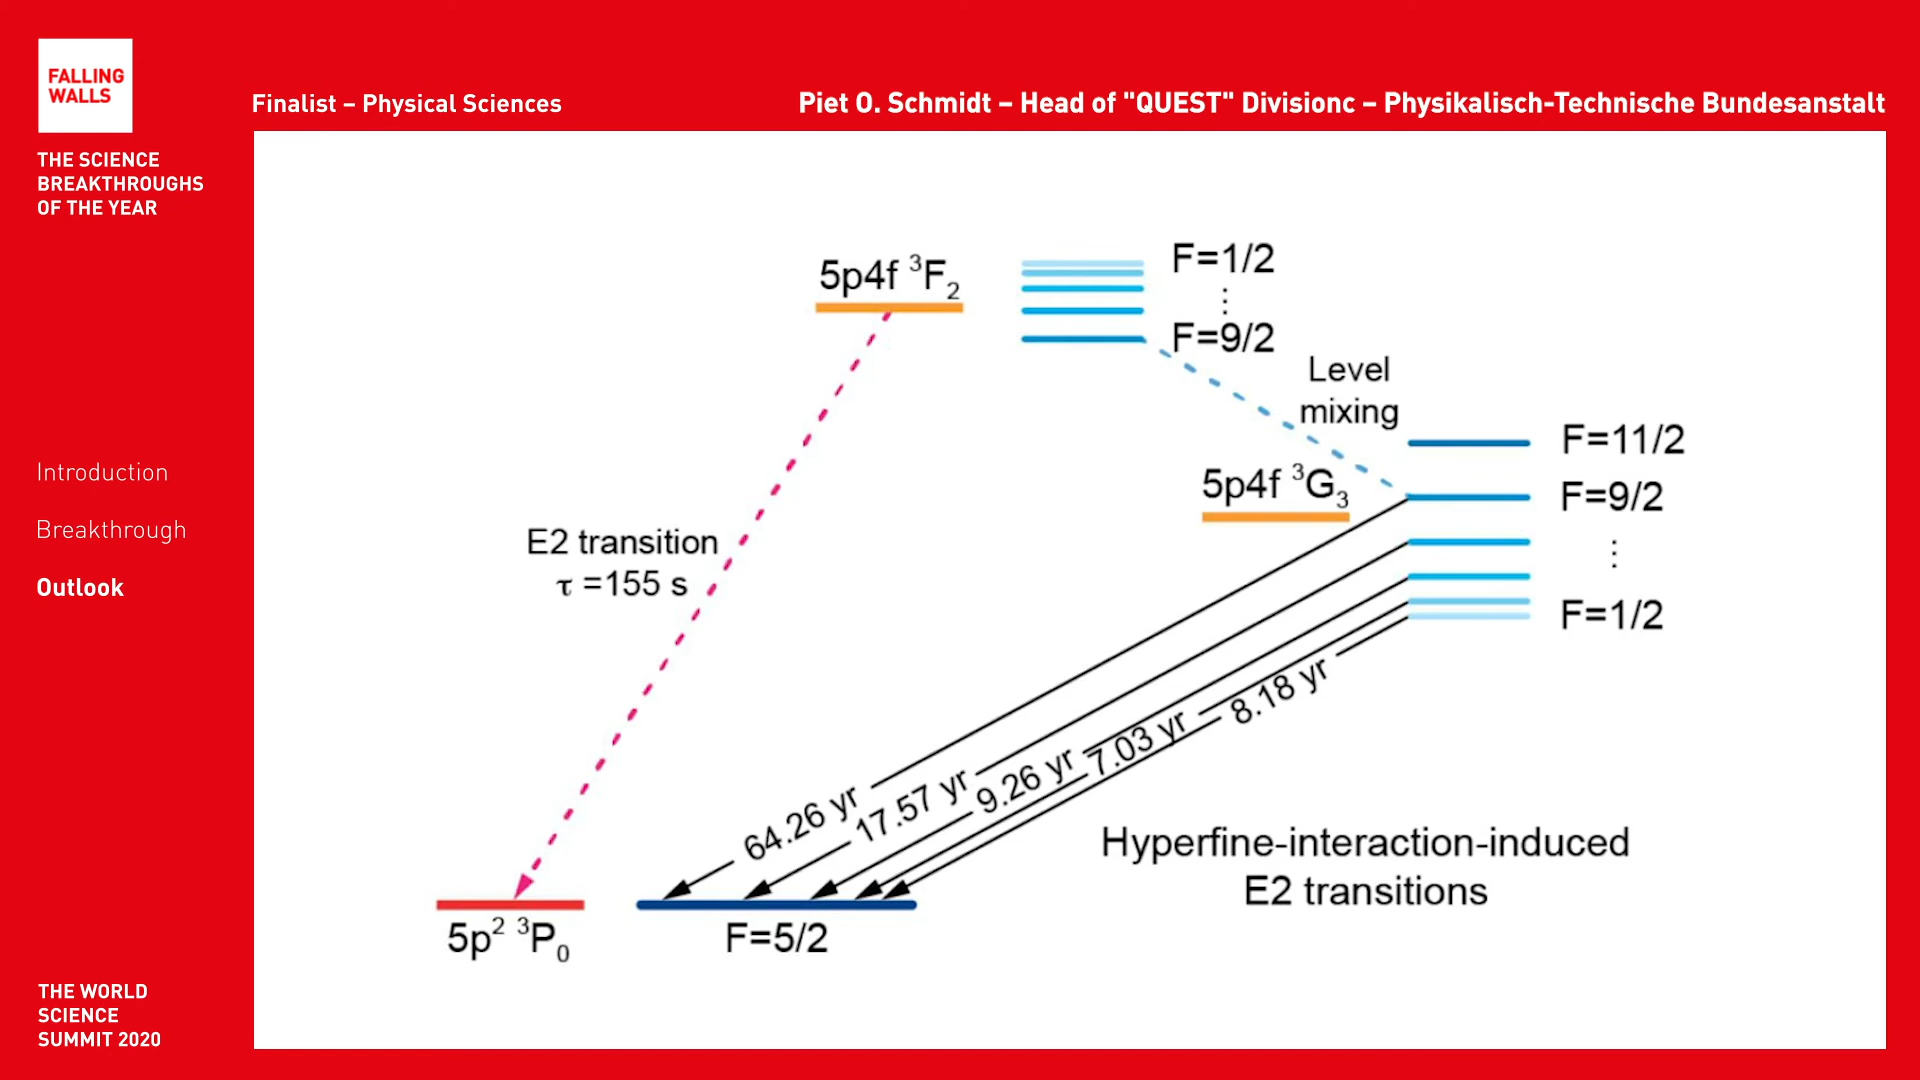 FALLING
WALLS
THE SCIENCE
BREAKTHROUGHS
OF THE YEAR
Finalist – Physical Sciences
Piet O. Schmidt – Head of "QUEST" Divisionc – Physikalisch-Technische Bundesanstalt
Introduction
Breakthrough
Outlook
THE WORLD
SCIENCE
SUMMIT 2020
5p4f ³F₂
F=1/2
⋮
F=9/2
Level
mixing
F=11/2
5p4f ³G₃
F=9/2
⋮
F=1/2
E2 transition
τ =155 s
64.26 yr
17.57 yr
9.26 yr
7.03 yr
8.18 yr
Hyperfine-interaction-induced
E2 transitions
5p² ³P₀
F=5/2